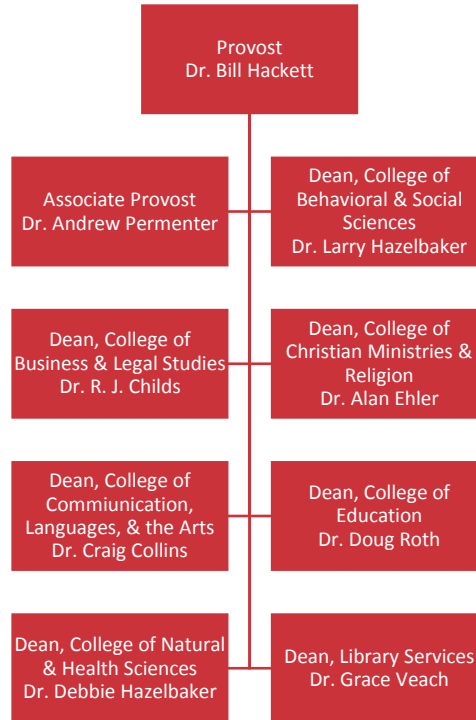 Provost
Dr. Bill Hackett
Associate Provost
Dr. Andrew Permenter
Dean, College of
Behavioral & Social
Sciences
Dr. Larry Hazelbaker
Dean, College of
Business & Legal Studies
Dr. R. J. Childs
Dean, College of
Christian Ministries &
Religion
Dr. Alan Ehler
Dean, College of
Commiunication,
Languages, & the Arts
Dr. Craig Collins
Dean, College of
Education
Dr. Doug Roth
Dean, College of Natural
& Health Sciences
Dr. Debbie Hazelbaker
Dean, Library Services
Dr. Grace Veach